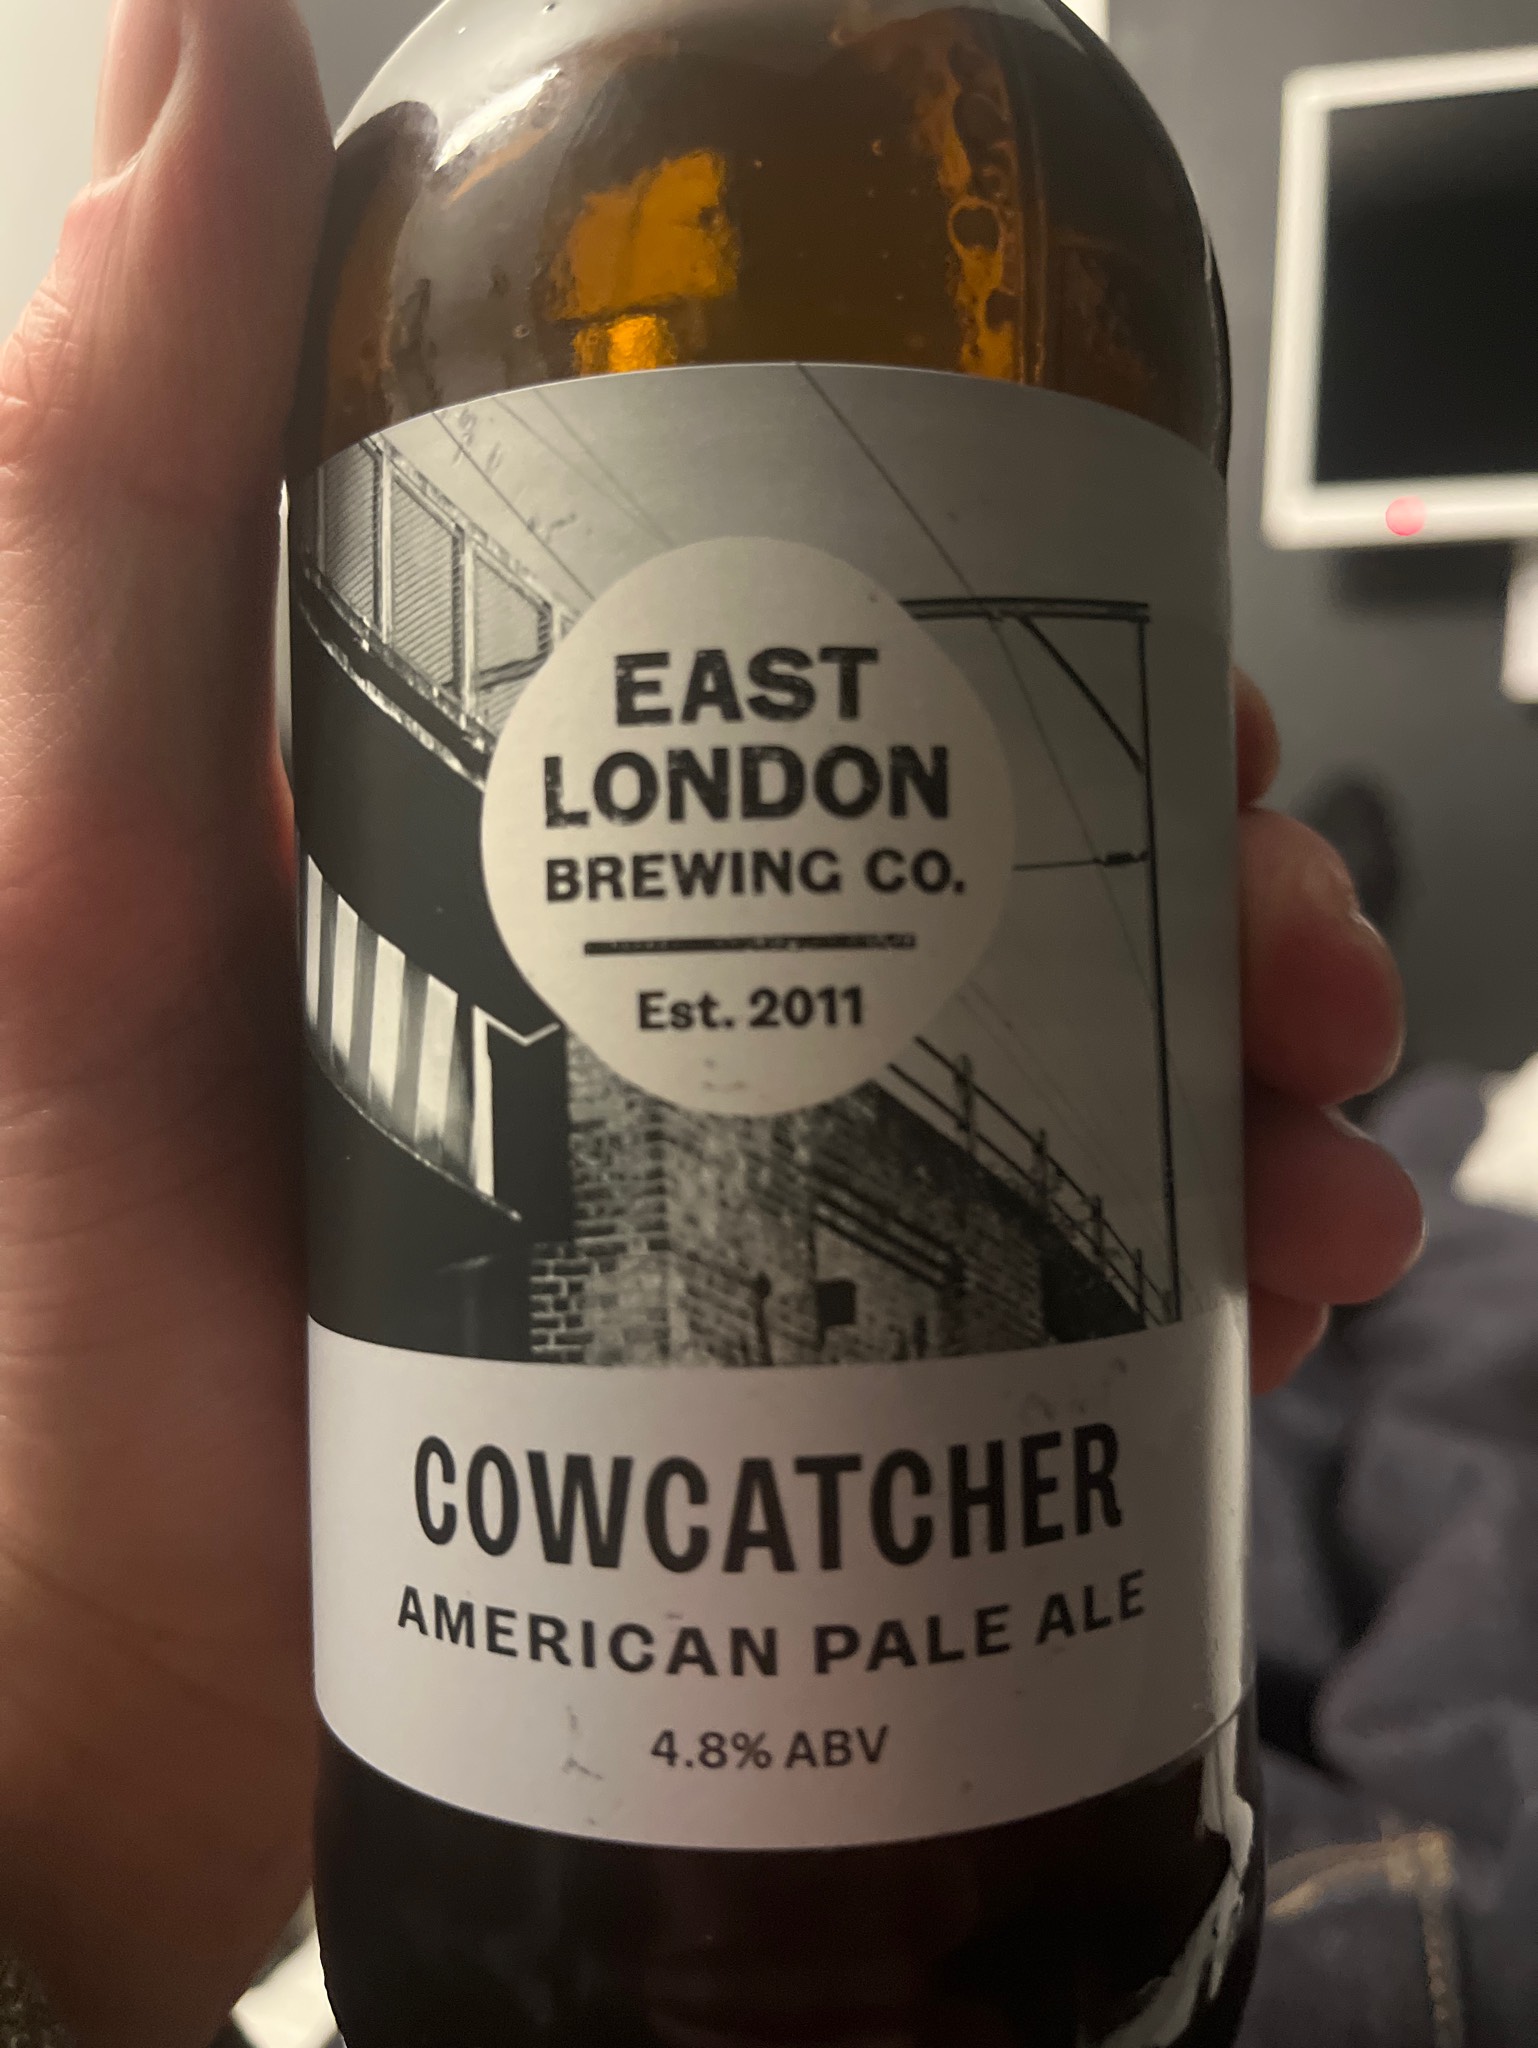 EAST
LONDON
BREWING CO.
Est. 2011
COWCATCHER
AMERICAN PALE ALE
4.8% ABV